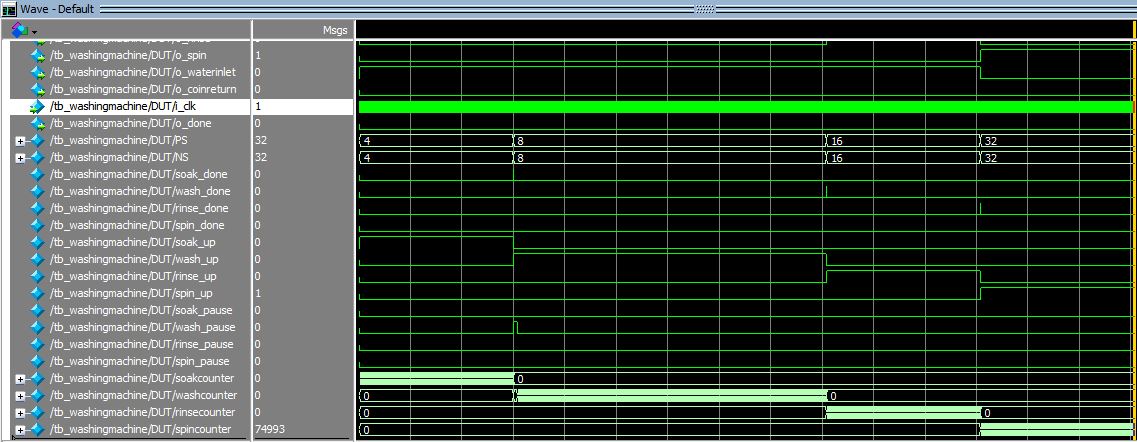 Wave - Default
Msgs
/tb_washingmachine/DUT/o_spin 1
/tb_washingmachine/DUT/o_waterinlet 0
/tb_washingmachine/DUT/o_coinreturn 0
/tb_washingmachine/DUT/i_clk 1
/tb_washingmachine/DUT/o_done 0
/tb_washingmachine/DUT/PS 32 4 8 16 32
/tb_washingmachine/DUT/NS 32 4 8 16 32
/tb_washingmachine/DUT/soak_done 0
/tb_washingmachine/DUT/wash_done 0
/tb_washingmachine/DUT/rinse_done 0
/tb_washingmachine/DUT/spin_done 0
/tb_washingmachine/DUT/soak_up 0
/tb_washingmachine/DUT/wash_up 0
/tb_washingmachine/DUT/rinse_up 0
/tb_washingmachine/DUT/spin_up 1
/tb_washingmachine/DUT/soak_pause 0
/tb_washingmachine/DUT/wash_pause 0
/tb_washingmachine/DUT/rinse_pause 0
/tb_washingmachine/DUT/spin_pause 0
/tb_washingmachine/DUT/soakcounter 0 0
/tb_washingmachine/DUT/washcounter 0 0 0
/tb_washingmachine/DUT/rinsecounter 0 0 0
/tb_washingmachine/DUT/spincounter 74993 0